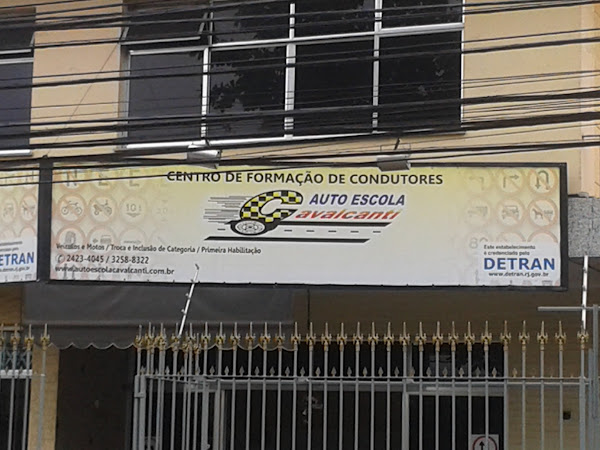 CENTRO DE FORMAÇÃO DE CONDUTORES
AUTO ESCOLA
Cavalcanti
Veículos e Motos / Troca e Inclusão de Categoria / Primeira Habilitação
2423-4045 / 3258-8322
www.autoescolacavalcanti.com.br
Este estabelecimento
é credenciado pelo
DETRAN
www.detran.rj.gov.br
DETRAN